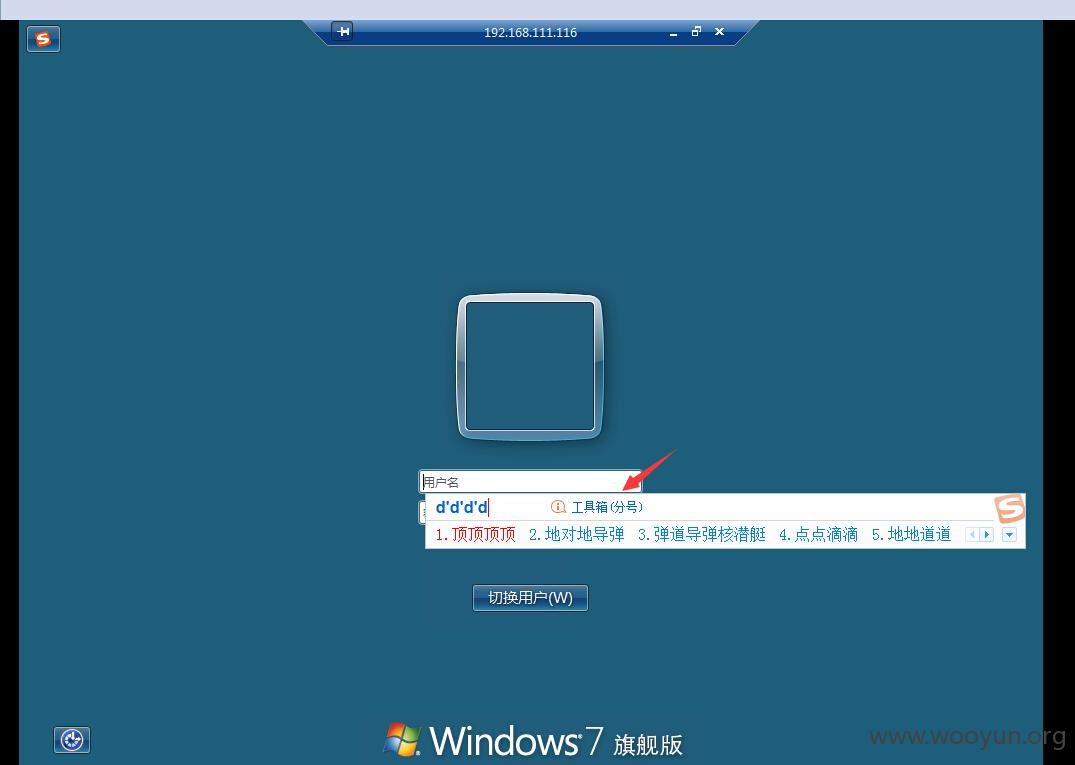 192.168.111.116
用户名
d'd'd'd
工具箱(分号)
1.顶顶顶顶 2.地对地导弹 3.弹道导弹核潜艇 4.点点滴滴 5.地地道道
切换用户(W)
Windows 7 旗舰版
www.wooyun.org